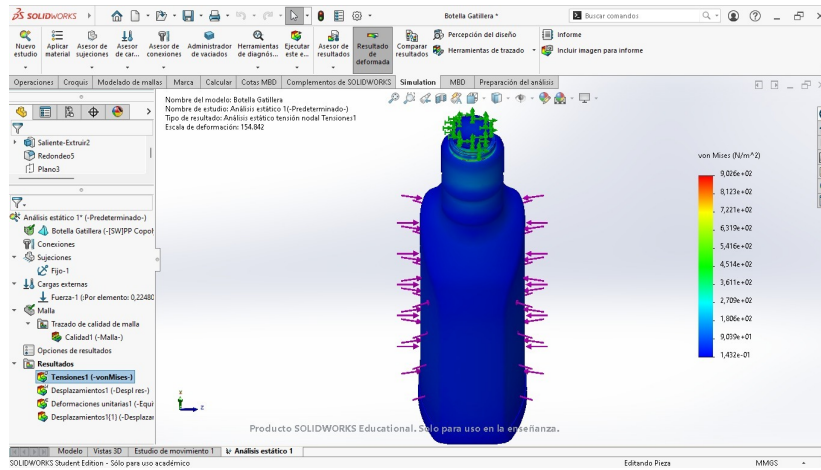 SOLIDWORKS
Botella Gatillera *
Buscar comandos
Nuevo estudio
Aplicar material
Asesor de sujeciones
Asesor de car...
Asesor de conexiones
Administrador de vaciados
Herramientas de diagnós...
Ejecutar este e...
Asesor de resultados
Resultado de deformada
Comparar resultados
Percepción del diseño
Herramientas de trazado
Informe
Incluir imagen para informe
Operaciones Croquis Modelado de mallas Marca Calcular Cotas MBD Complementos de SOLIDWORKS Simulation MBD Preparación del análisis
Nombre del modelo: Botella Gatillera
Nombre de estudio: Análisis estático 1(-Predeterminado-)
Tipo de resultado: Análisis estático tensión nodal Tensiones1
Escala de deformación: 154.842
Saliente-Extruir2
Redondeo5
Plano3
Análisis estático 1* (-Predeterminado-)
Botella Gatillera (-[SW]PP Copol
Conexiones
Sujeciones
Fijo-1
Cargas externas
Fuerza-1 (:Por elemento: 0,22480
Malla
Trazado de calidad de malla
Calidad1 (-Malla-)
Opciones de resultados
Resultados
Tensiones1 (-vonMises-)
Desplazamientos1 (-Despl res-)
Deformaciones unitarias1 (-Equi
Desplazamientos1{1} (-Desplazar
von Mises (N/m^2)
9,026e+02
8,123e+02
7,221e+02
6,319e+02
5,416e+02
4,514e+02
3,611e+02
2,709e+02
1,806e+02
9,039e+01
1,432e-01
Y
Z
Producto SOLIDWORKS Educational. Solo para uso en la enseñanza.
Modelo Vistas 3D Estudio de movimiento 1 Análisis estático 1
SOLIDWORKS Student Edition - Sólo para uso académico
Editando Pieza
MMGS